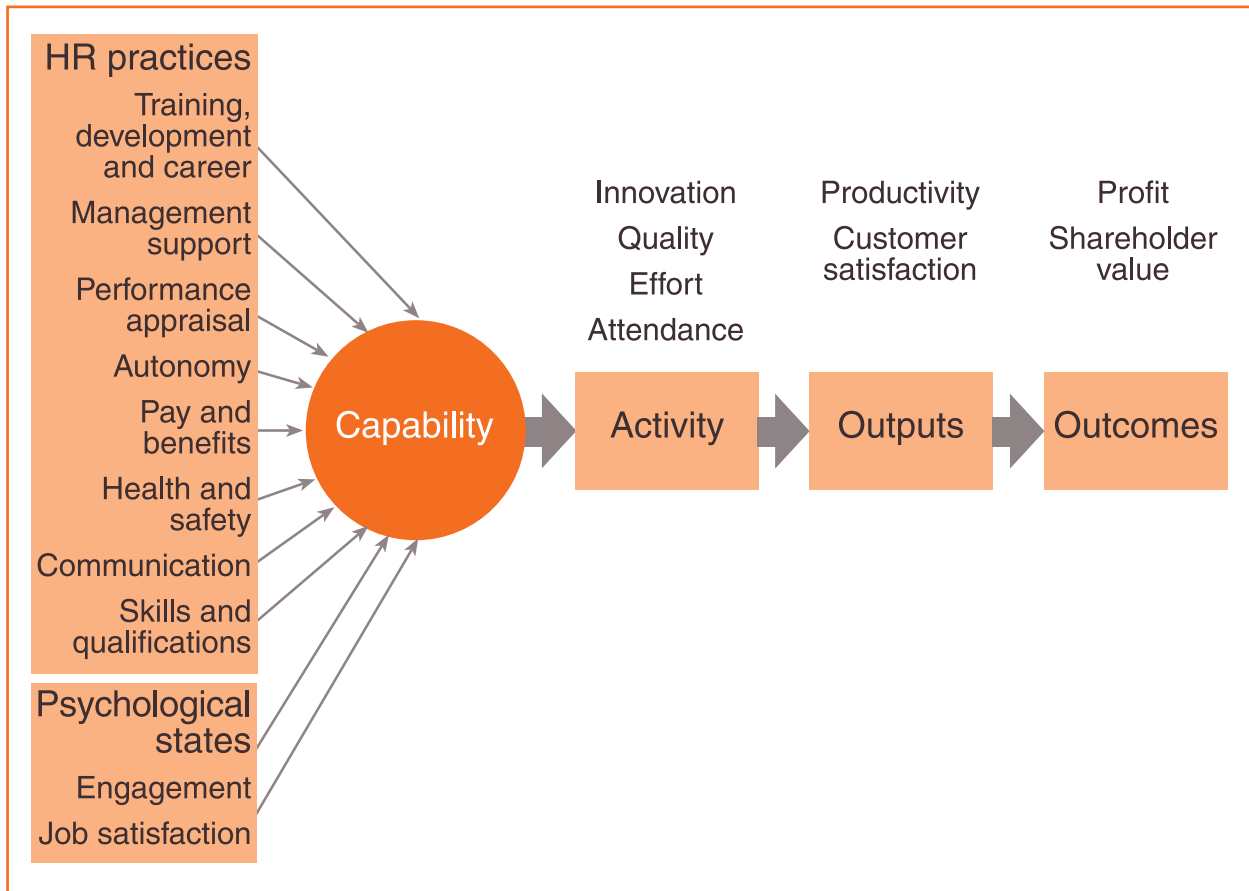 HR practices
Training,
development
and career
Management
support
Performance
appraisal
Autonomy
Pay and
benefits
Health and
safety
Communication
Skills and
qualifications
Psychological
states
Engagement
Job satisfaction
Capability
Innovation
Quality
Effort
Attendance
Activity
Productivity
Customer
satisfaction
Outputs
Profit
Shareholder
value
Outcomes